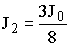 J₂ = 3J₀/8